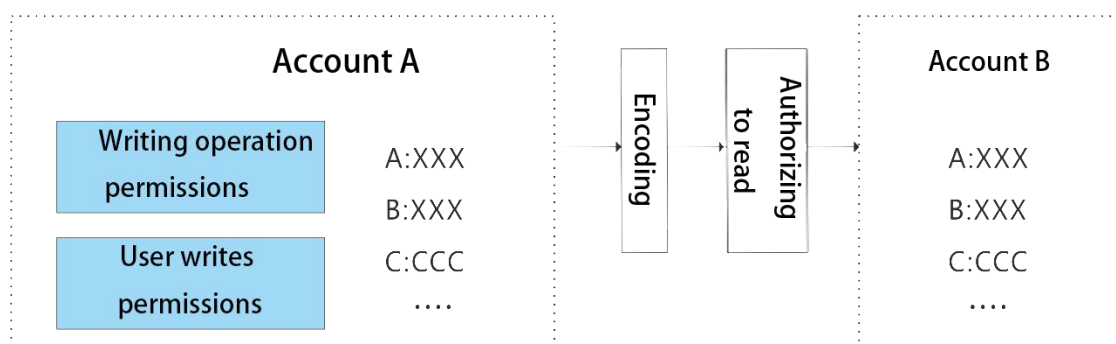 Account A
Writing operation
permissions
User writes
permissions
A:XXX
B:XXX
C:CCC
....
Encoding
Authorizing
to read
Account B
A:XXX
B:XXX
C:CCC
....